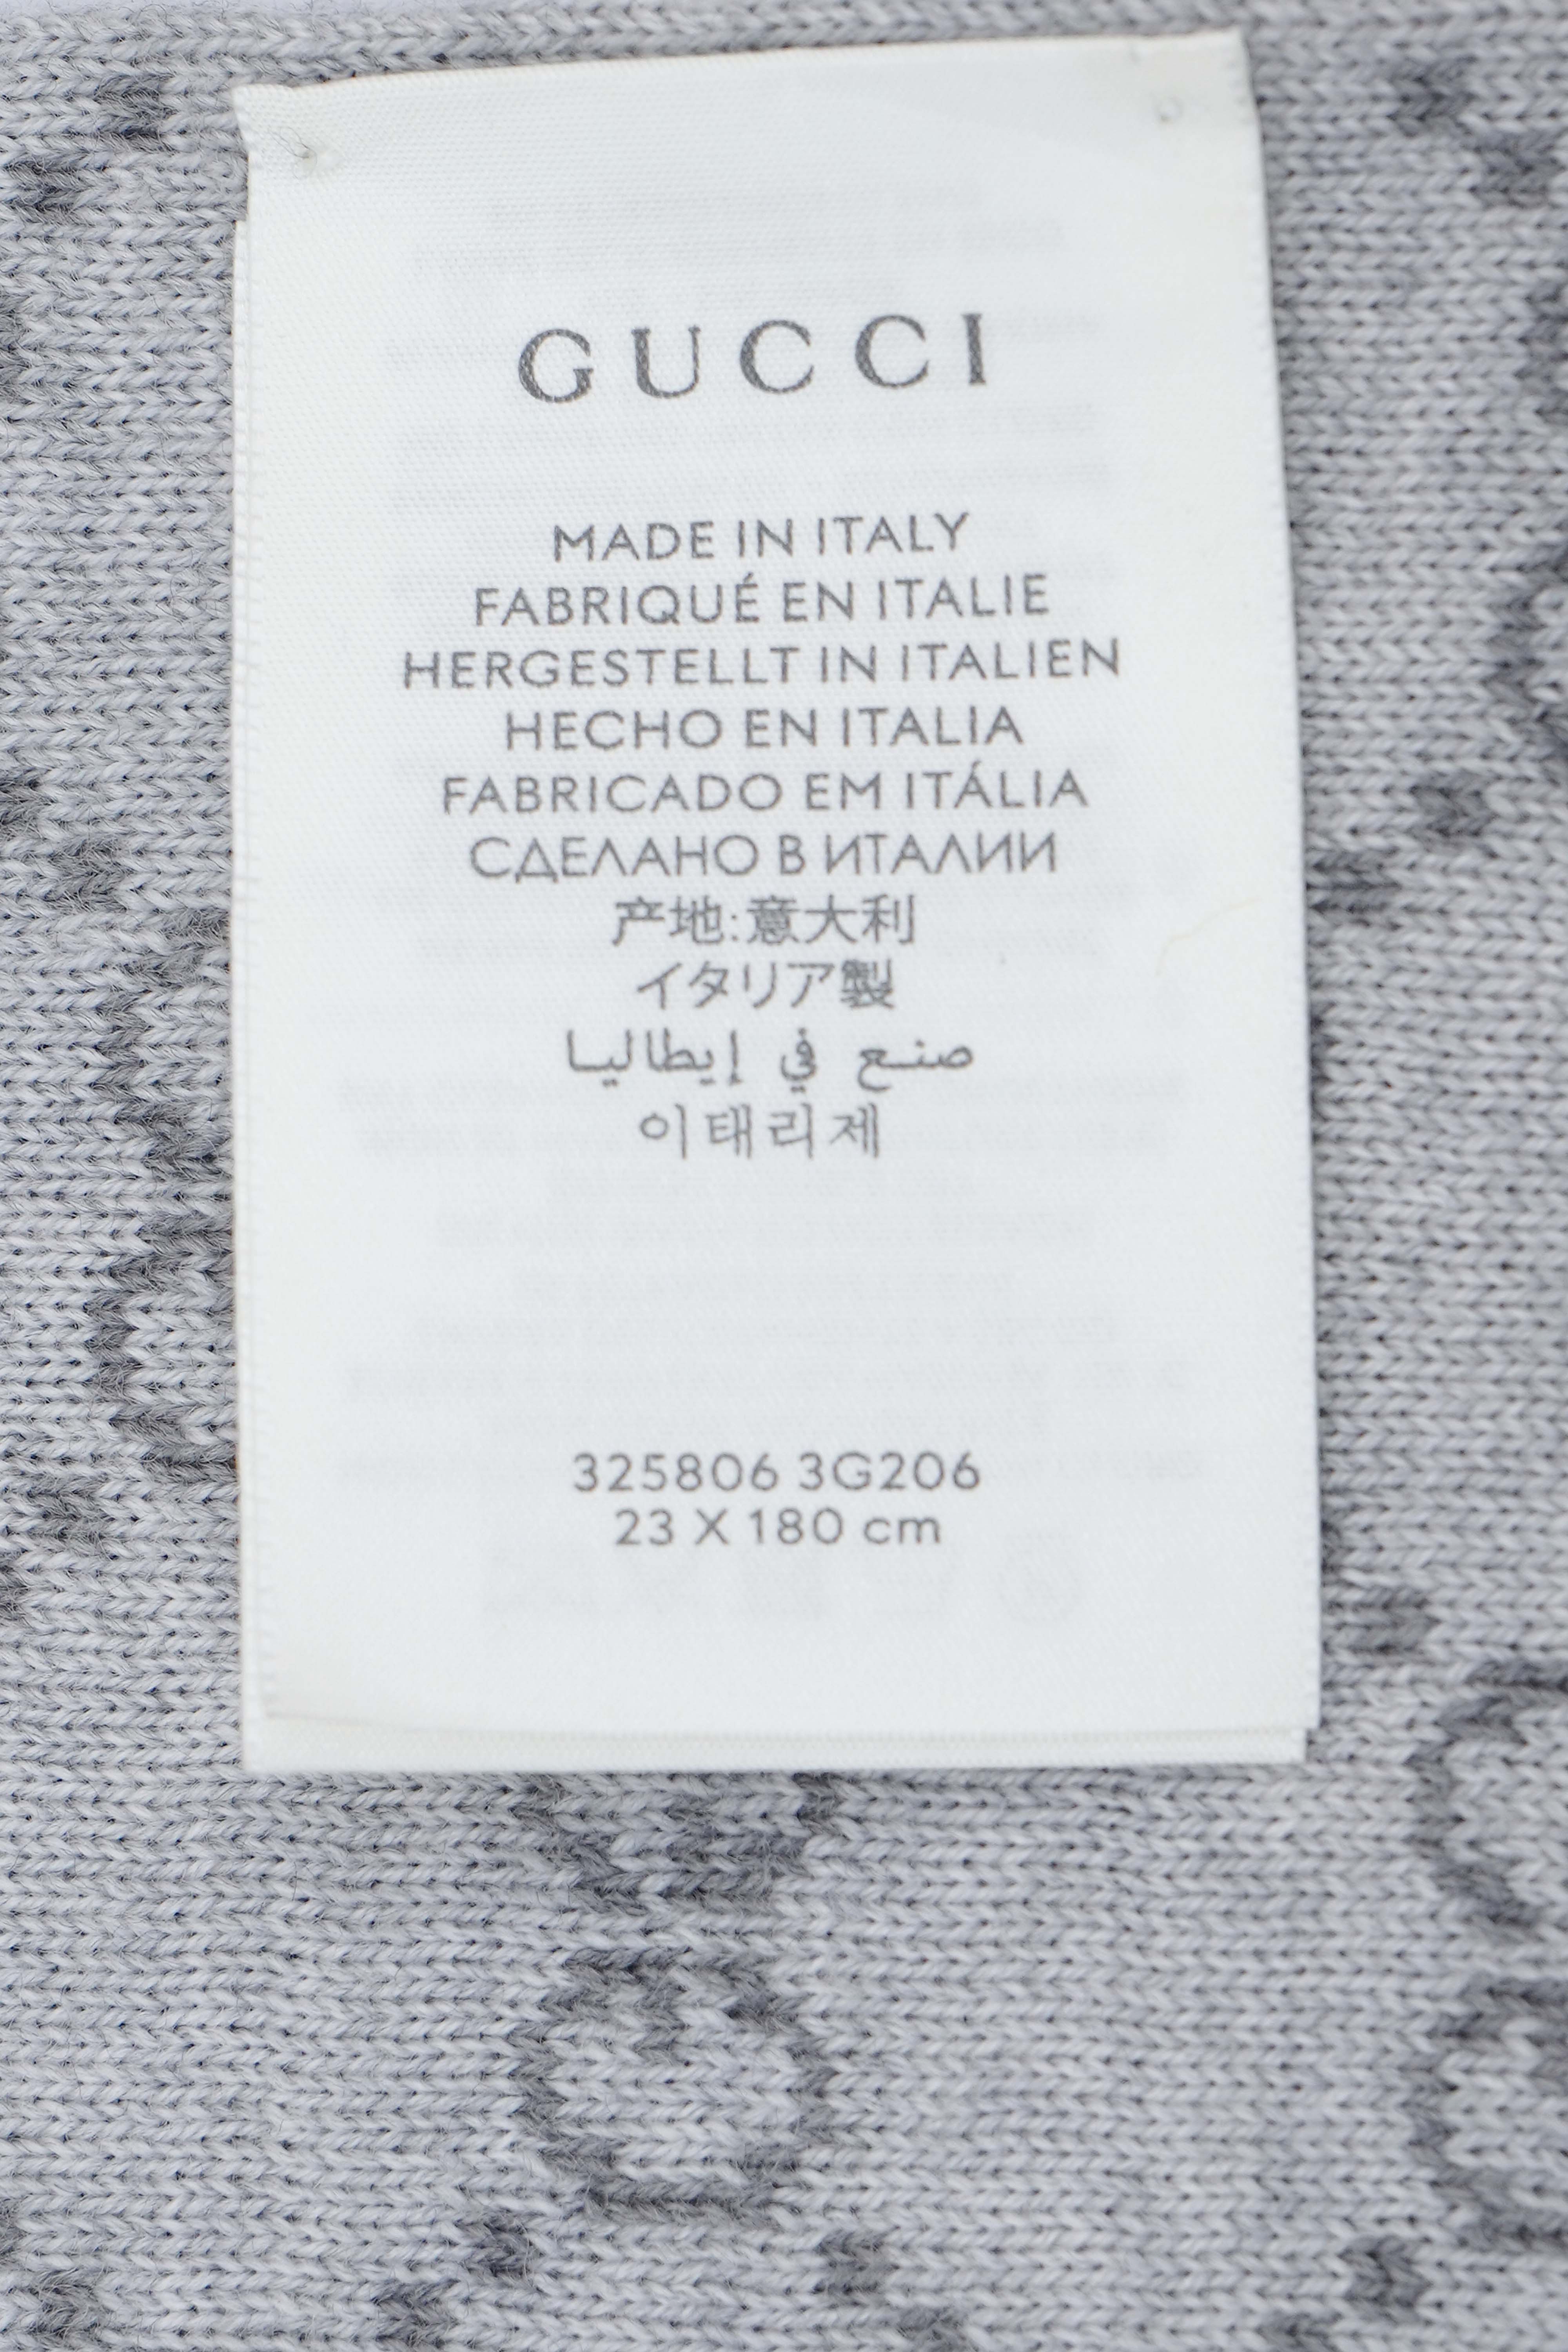 GUCCI
MADE IN ITALY
FABRIQUÉ EN ITALIE
HERGESTELLT IN ITALIEN
HECHO EN ITALIA
FABRICADO EM ITÁLIA
СДЕЛАНО В ИТАЛИИ
产地:意大利
イタリア製
صنع في إيطاليا
이태리제
325806 3G206
23 X 180 cm